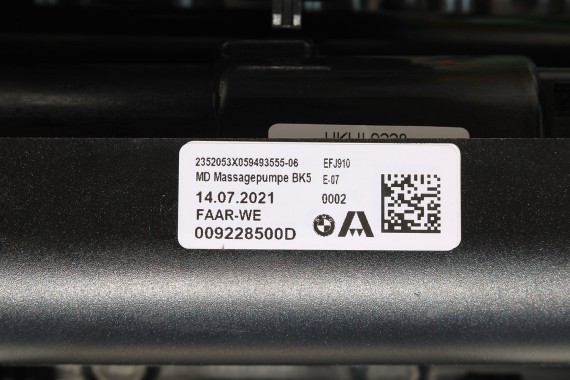 2352053X059493555-06 EFJ910
MD Massagepumpe BK5 E-07
14.07.2021 0002
FAAR-WE
009228500D